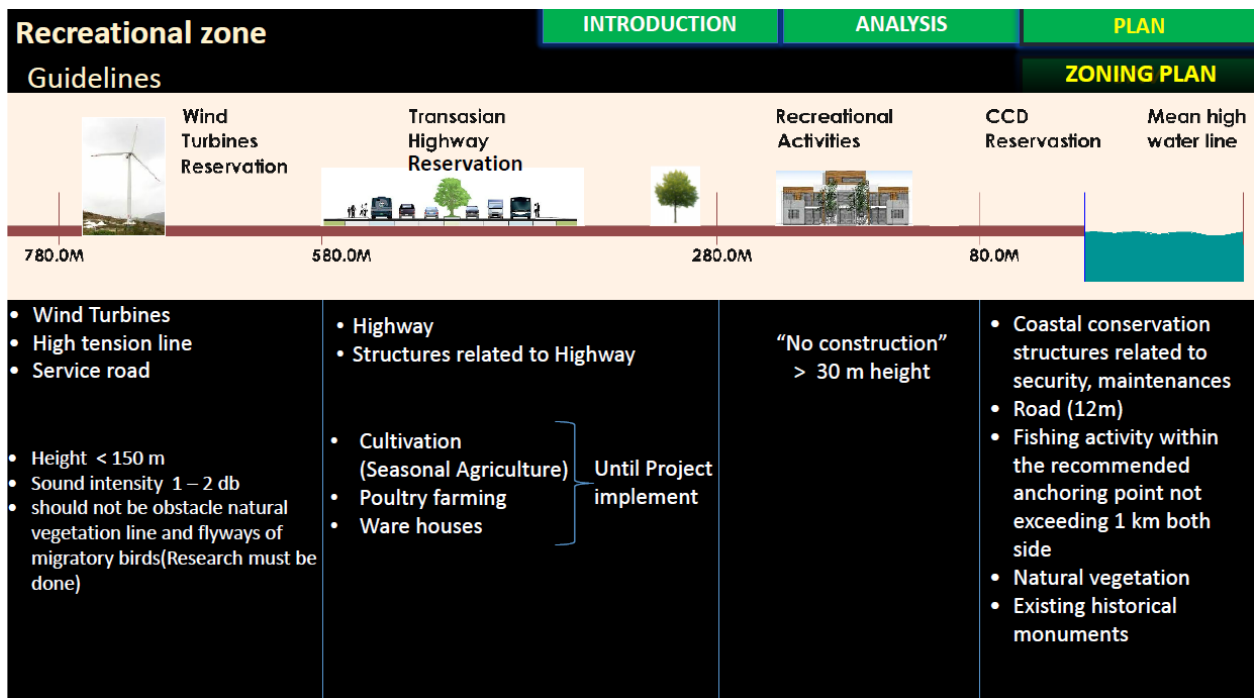 Recreational zone
INTRODUCTION
ANALYSIS
PLAN
Guidelines
ZONING PLAN
Wind
Turbines
Reservation
Transasian
Highway
Reservation
Recreational
Activities
CCD
Reservastion
Mean high
water line
780.0M
580.0M
280.0M
80.0M
• Wind Turbines
• High tension line
• Service road
• Height < 150 m
• Sound intensity 1 – 2 db
• should not be obstacle natural
vegetation line and flyways of
migratory birds(Research must be
done)
• Highway
• Structures related to Highway
• Cultivation
(Seasonal Agriculture)
• Poultry farming
• Ware houses
Until Project
implement
“No construction”
> 30 m height
• Coastal conservation
structures related to
security, maintenances
• Road (12m)
• Fishing activity within
the recommended
anchoring point not
exceeding 1 km both
side
• Natural vegetation
• Existing historical
monuments